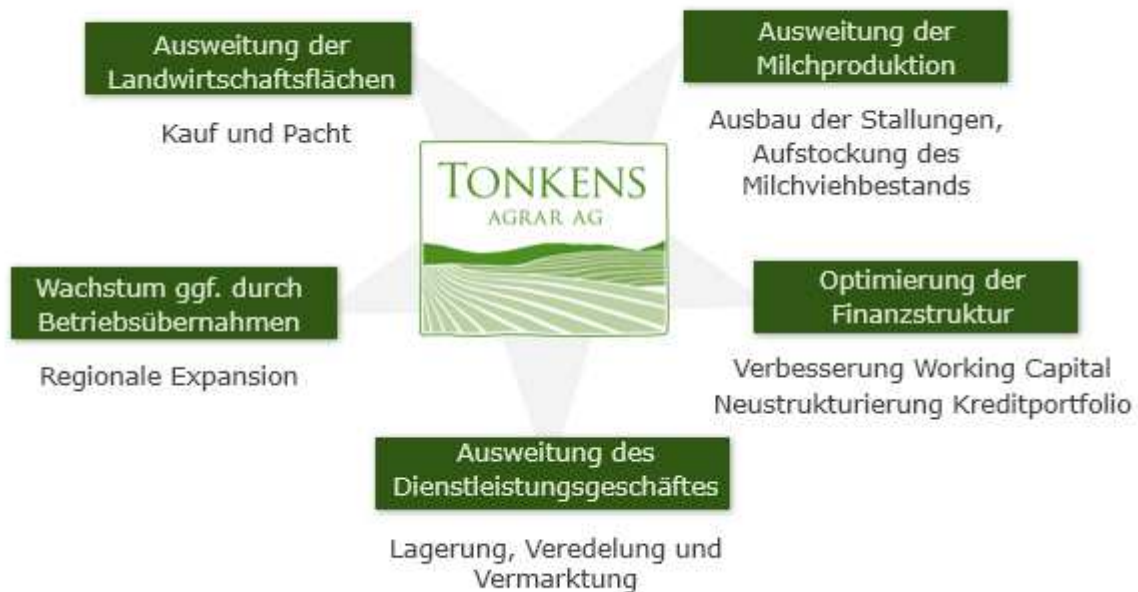 Ausweitung der
Landwirtschaftsflächen
Kauf und Pacht
Ausweitung der
Milchproduktion
Ausbau der Stallungen,
Aufstockung des
Milchviehbestands
TONKENS
AGRAR AG
Wachstum ggf. durch
Betriebsübernahmen
Regionale Expansion
Optimierung der
Finanzstruktur
Verbesserung Working Capital
Neustrukturierung Kreditportfolio
Ausweitung des
Dienstleistungsgeschäftes
Lagerung, Veredelung und
Vermarktung